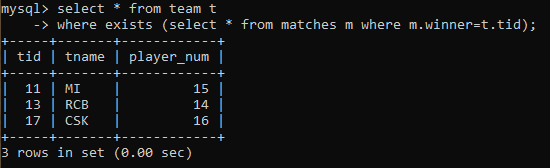 mysql> select * from team t
    -> where exists (select * from matches m where m.winner=t.tid);
+-----+-------+------------+
| tid | tname | player_num |
+-----+-------+------------+
|  11 | MI    |         15 |
|  13 | RCB   |         14 |
|  17 | CSK   |         16 |
+-----+-------+------------+
3 rows in set (0.00 sec)